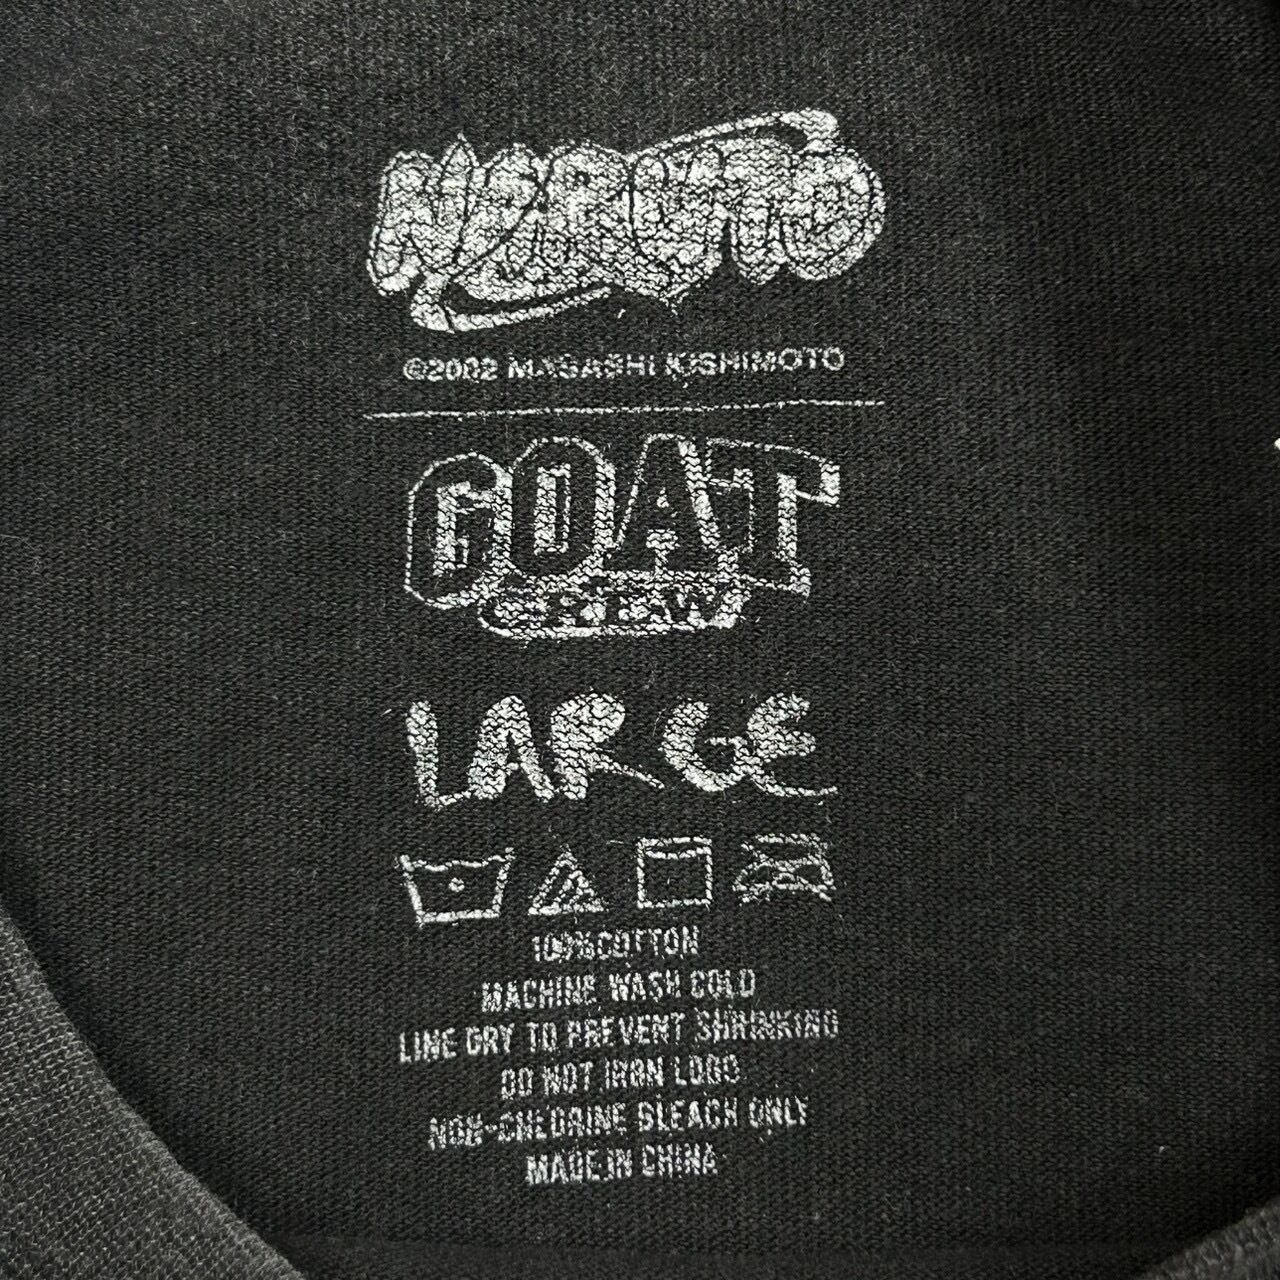 NARUTO
©2002 MASASHI KISHIMOTO
GOAT
CREW
LARGE
100%COTTON
MACHINE WASH COLD
LINE DRY TO PREVENT SHRINKING
DO NOT IRON LOGO
NON-CHLORINE BLEACH ONLY
MADE IN CHINA